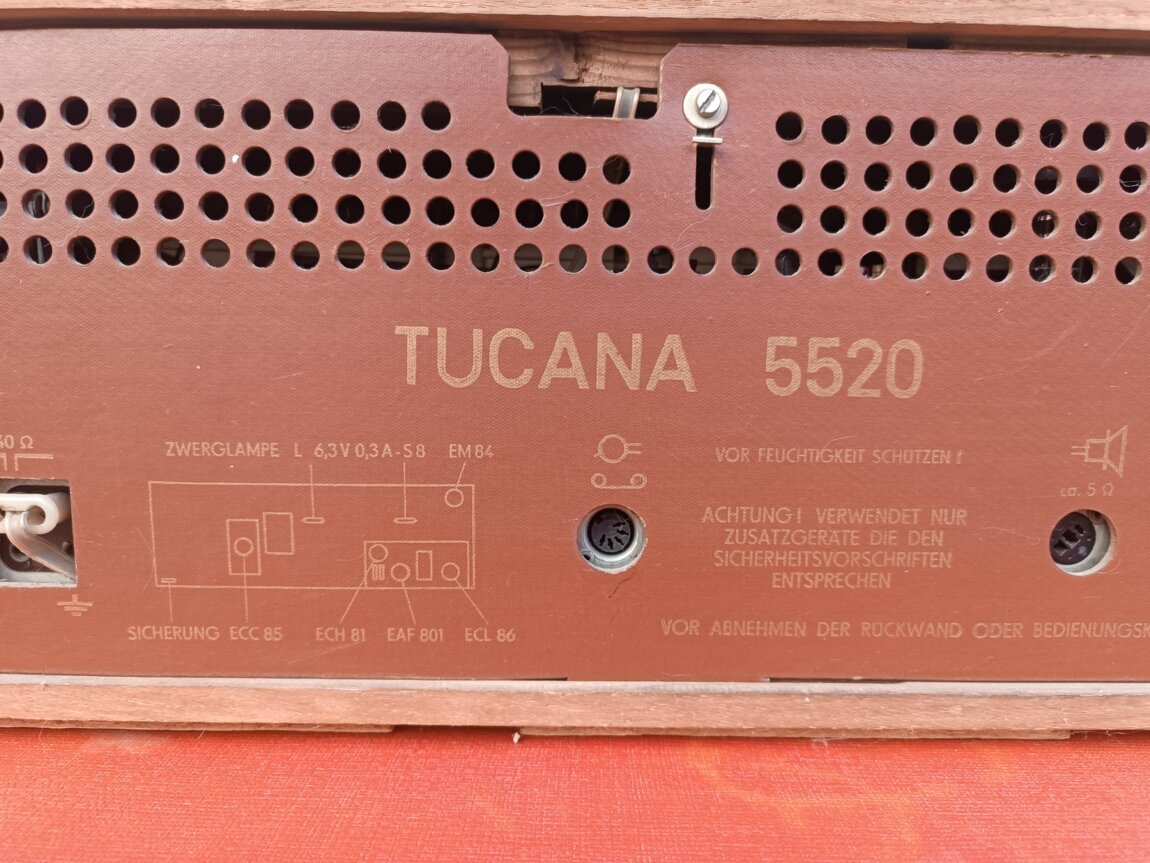 TUCANA 5520
40 Ω
ZWERGLAMPE L 6,3V 0,3A-S8 EM 84
SICHERUNG ECC 85 ECH 81 EAF 801 ECL 86
VOR FEUCHTIGKEIT SCHÜTZEN!
ca. 5 Ω
ACHTUNG! VERWENDET NUR
ZUSATZGERÄTE DIE DEN
SICHERHEITSVORSCHRIFTEN
ENTSPRECHEN
VOR ABNEHMEN DER RÜCKWAND ODER BEDIENUNGSK